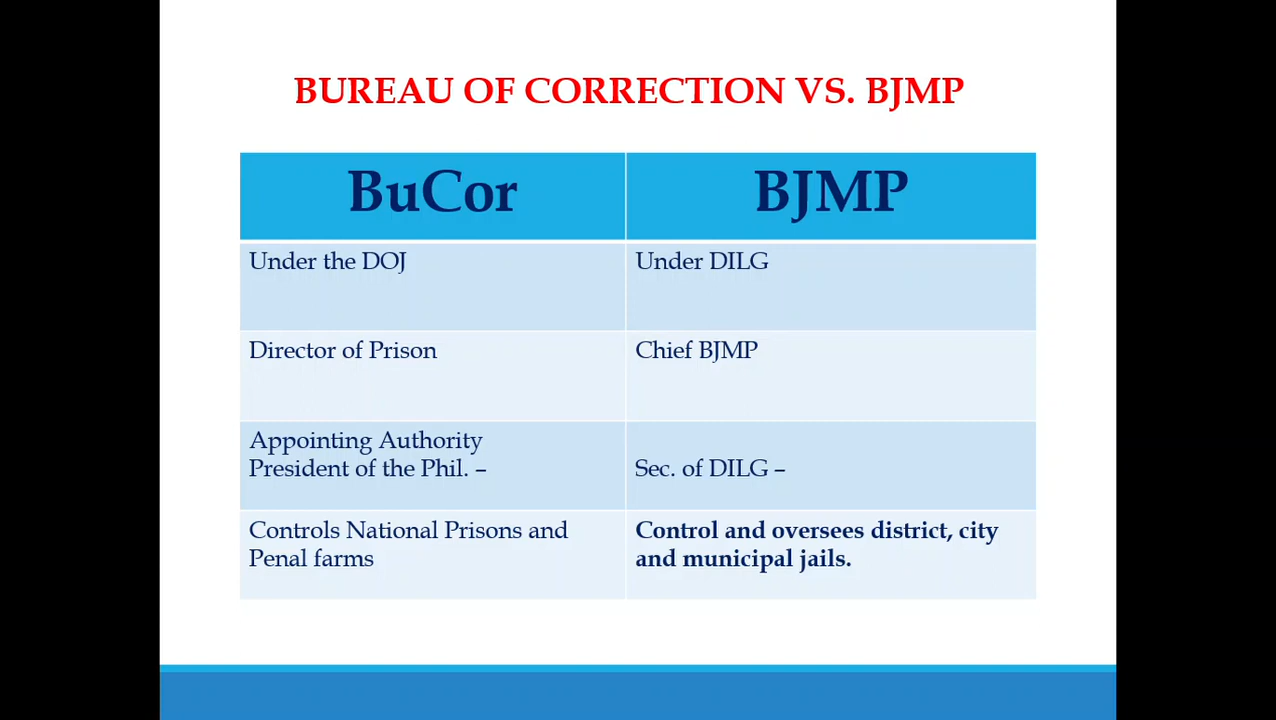 BUREAU OF CORRECTION VS. BJMP
BuCor
BJMP
Under the DOJ
Under DILG
Director of Prison
Chief BJMP
Appointing Authority
President of the Phil. –
Sec. of DILG –
Controls National Prisons and
Penal farms
Control and oversees district, city
and municipal jails.